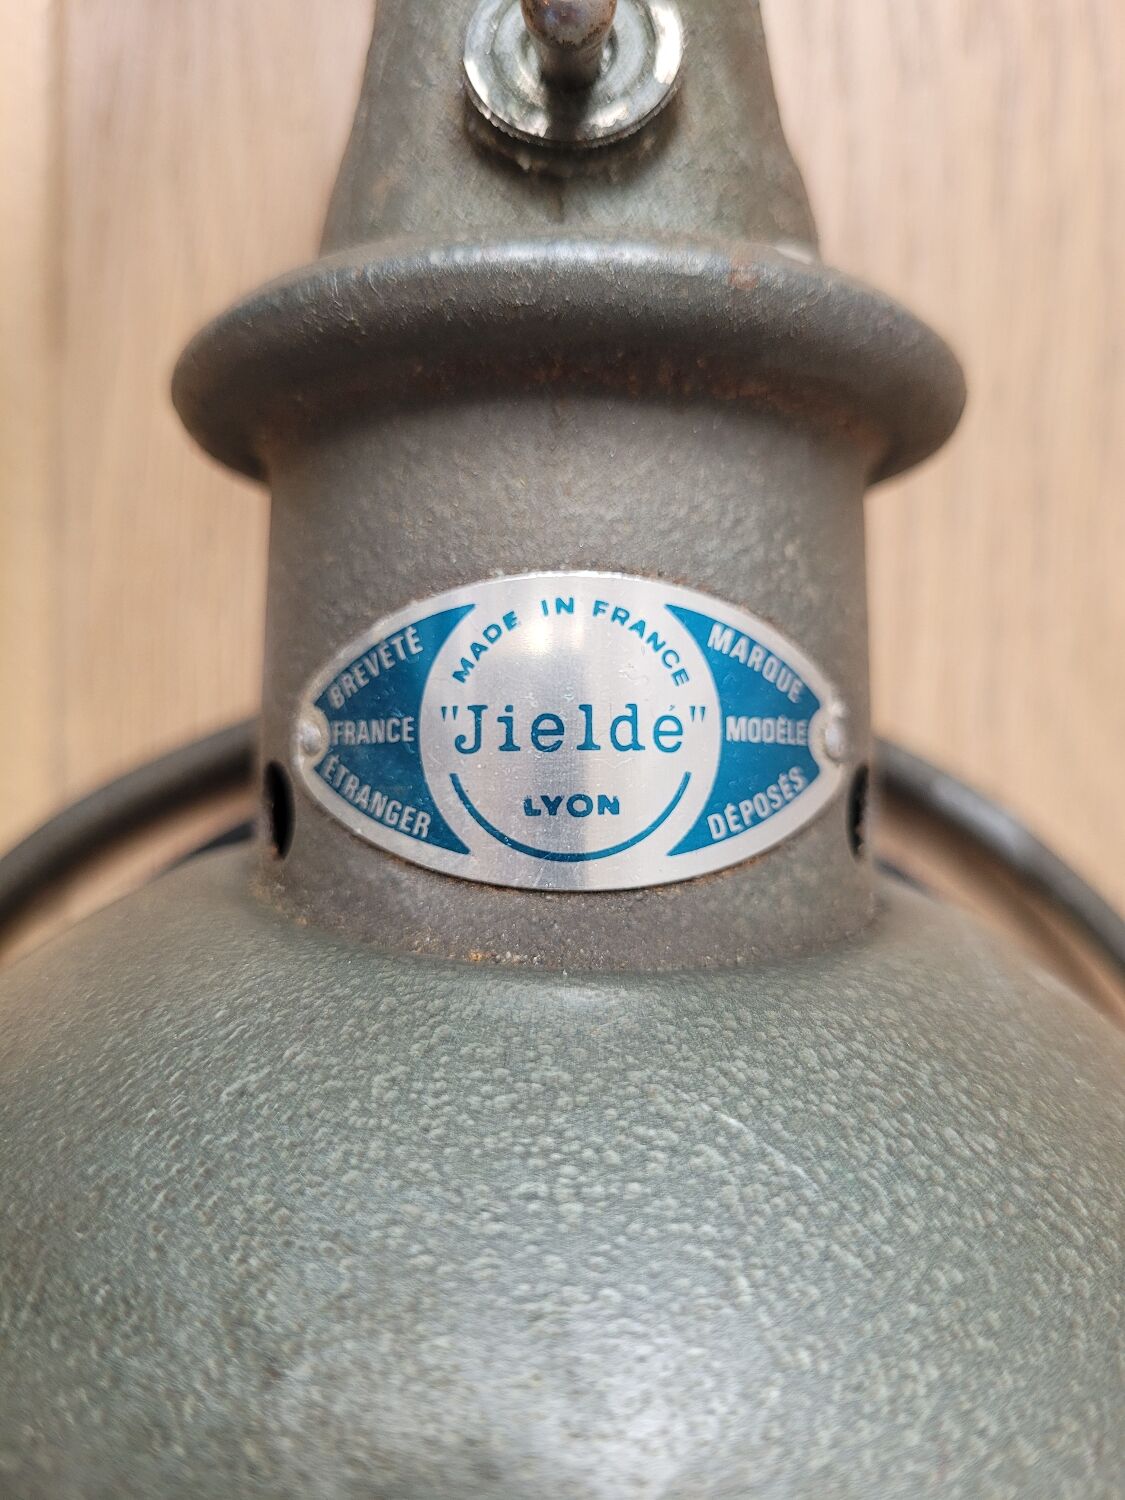 BREVETÉ
FRANCE
ÉTRANGER
MADE IN FRANCE
"Jieldé"
LYON
MARQUE
MODÈLE
DÉPOSÉS